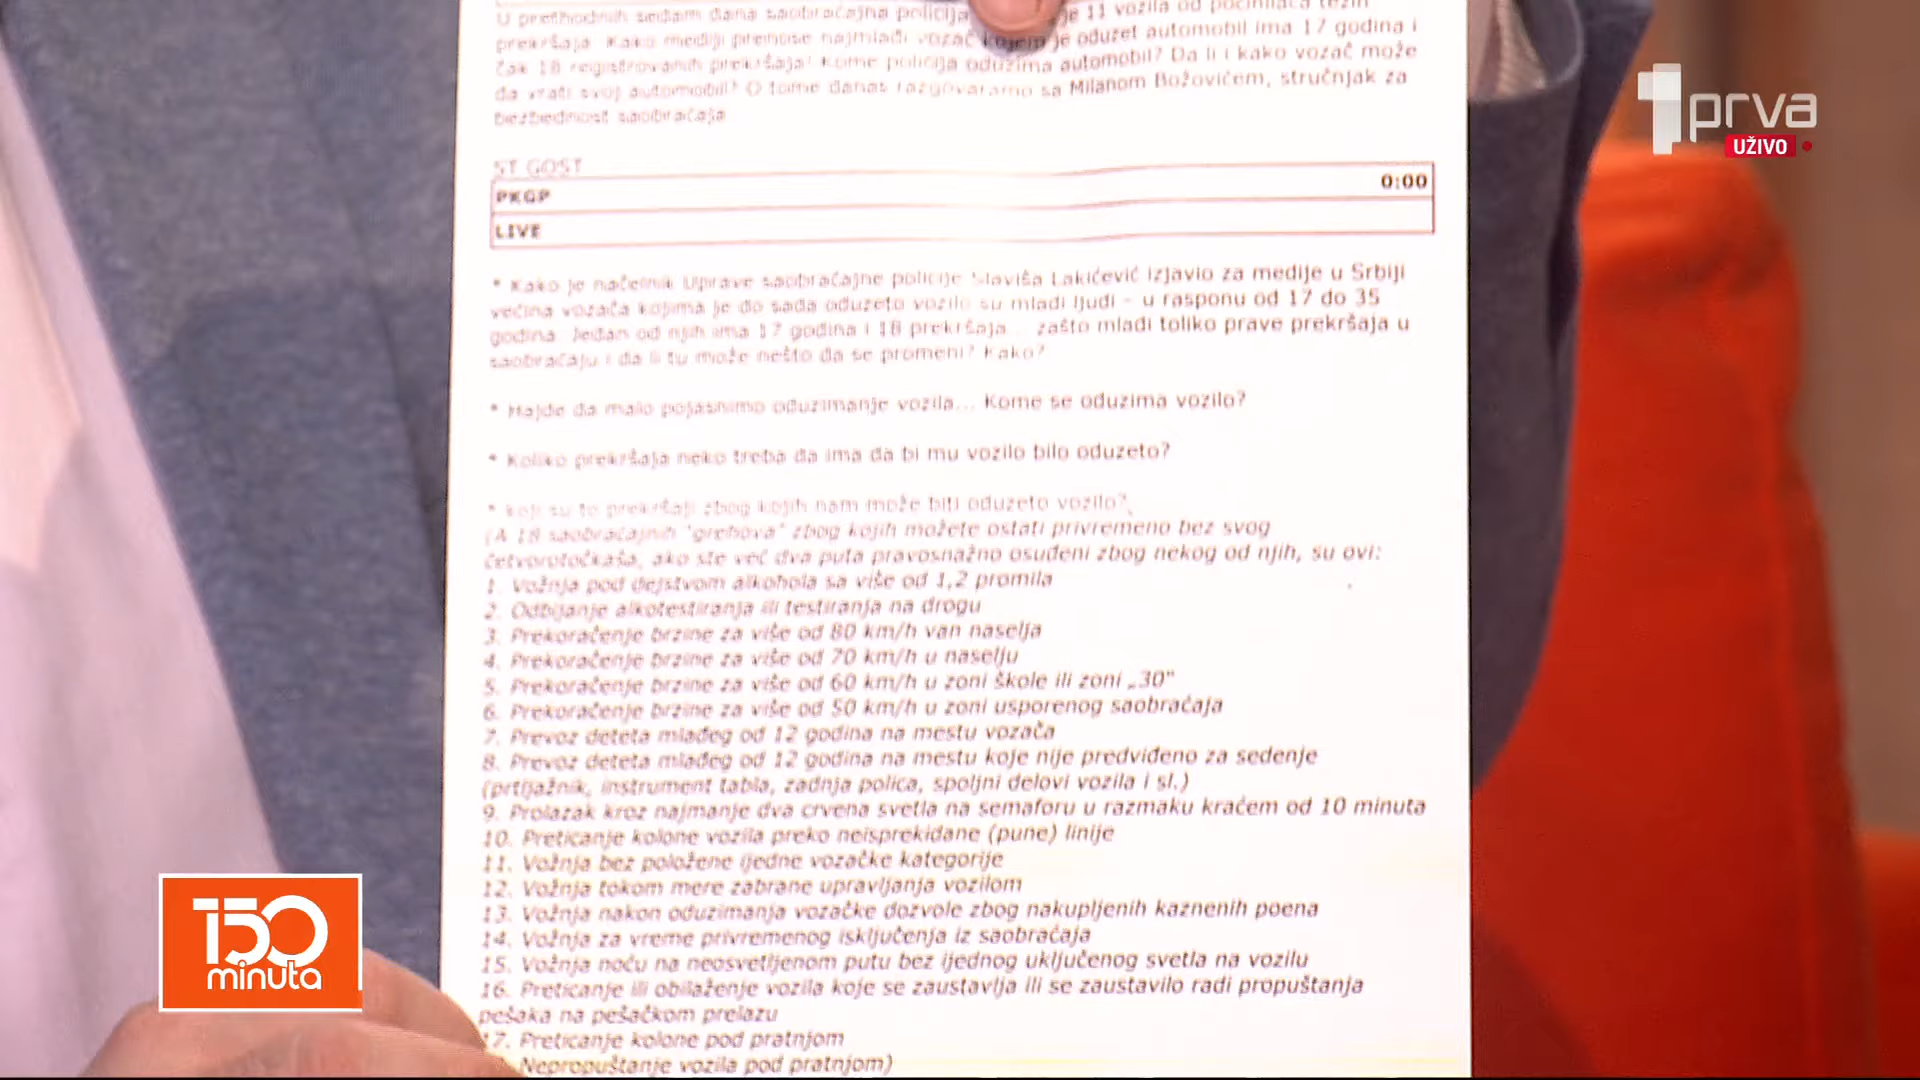 U prethodnih sedam dana saobraćajna policija je 11 vozila od počinilaca težih
prekršaja. Kako mediji prenose najmlađi vozač kojem je oduzet automobil ima 17 godina i
čak 18 registrovanih prekršaja! Kome policija oduzima automobil? Da li i kako vozač može
da vrati svoj automobil? O tome danas razgovaramo sa Milanom Božovićem, stručnjak za
bezbednost saobraćaja
prva
UŽIVO
ST GOST
PKGP 0:00
LIVE
* Kako je načelnik Uprave saobraćajne policije Slaviša Lakićević izjavio za medije u Srbiji
većina vozača kojima je do sada oduzeto vozilo su mladi ljudi - u rasponu od 17 do 35
godina. Jedan od njih ima 17 godina i 18 prekršaja... zašto mladi toliko prave prekršaja u
saobraćaju i da li tu može nešto da se promeni? Kako?
* Hajde da malo pojasnimo oduzimanje vozila... Kome se oduzima vozilo?
* Koliko prekršaja neko treba da ima da bi mu vozilo bilo oduzeto?
* Koji su to prekršaji zbog kojih nam može biti oduzeto vozilo?
(A 18 saobraćajnih "grehova" zbog kojih možete ostati privremeno bez svog
četvorotočkaša, ako ste već dva puta pravosnažno osuđeni zbog nekog od njih, su ovi:
1. Vožnja pod dejstvom alkohola sa više od 1,2 promila
2. Odbijanje alkotestiranja ili testiranja na drogu
3. Prekoračenje brzine za više od 80 km/h van naselja
4. Prekoračenje brzine za više od 70 km/h u naselju
5. Prekoračenje brzine za više od 60 km/h u zoni škole ili zoni „30"
6. Prekoračenje brzine za više od 50 km/h u zoni usporenog saobraćaja
7. Prevoz deteta mlađeg od 12 godina na mestu vozača
8. Prevoz deteta mlađeg od 12 godina na mestu koje nije predviđeno za sedenje
(prtljažnik, instrument tabla, zadnja polica, spoljni delovi vozila i sl.)
9. Prolazak kroz najmanje dva crvena svetla na semaforu u razmaku kraćem od 10 minuta
10. Preticanje kolone vozila preko neisprekidane (pune) linije
11. Vožnja bez položene ijedne vozačke kategorije
12. Vožnja tokom mere zabrane upravljanja vozilom
13. Vožnja nakon oduzimanja vozačke dozvole zbog nakupljenih kaznenih poena
14. Vožnja za vreme privremenog isključenja iz saobraćaja
15. Vožnja noću na neosvetljenom putu bez ijednog uključenog svetla na vozilu
16. Preticanje ili obilaženje vozila koje se zaustavlja ili se zaustavilo radi propuštanja
pešaka na pešačkom prelazu
17. Preticanje kolone pod pratnjom
Nepropuštanje vozila pod pratnjom)
150
minuta